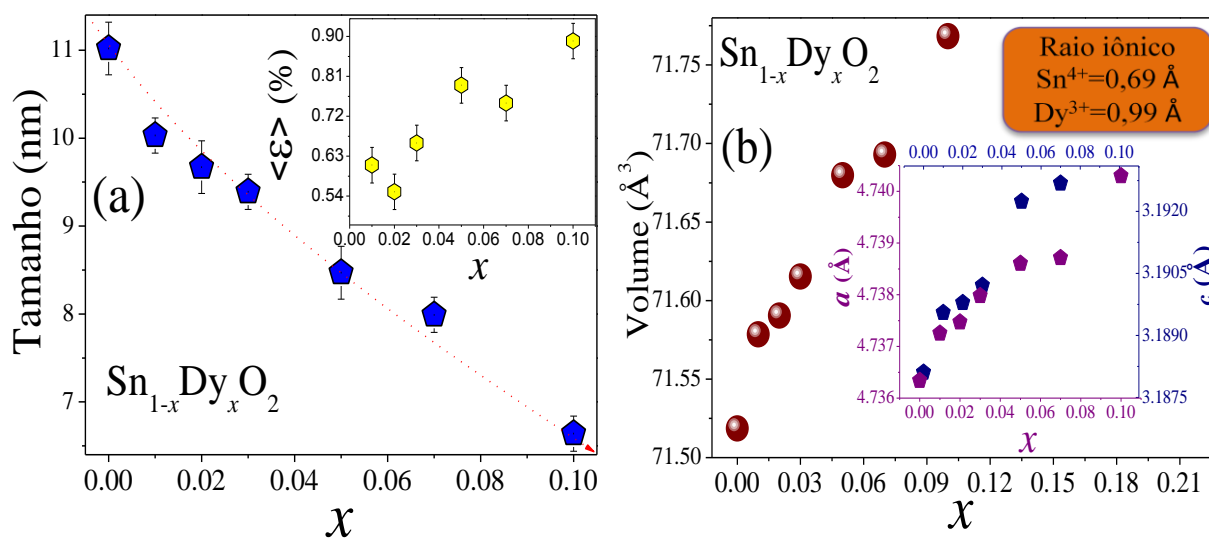 11
10
9
8
7
6
Tamanho (nm)
(a)
Sn1-xDyxO2
0.00 0.02 0.04 0.06 0.08 0.10
x
0.90
0.81
0.72
0.63
0.54
<ε> (%)
0.00 0.02 0.04 0.06 0.08 0.10
x
71.75
71.70
71.65
71.60
71.55
71.50
Volume (Å3)
Sn1-xDyxO2
(b)
Raio iônico
Sn4+=0,69 Å
Dy3+=0,99 Å
0.00 0.02 0.04 0.06 0.08 0.10
4.740
4.739
4.738
4.737
4.736
a (Å)
3.1920
3.1905
3.1890
3.1875
c (Å)
0.00 0.02 0.04 0.06 0.08 0.10
x
0.00 0.03 0.06 0.09 0.12 0.15 0.18 0.21
x